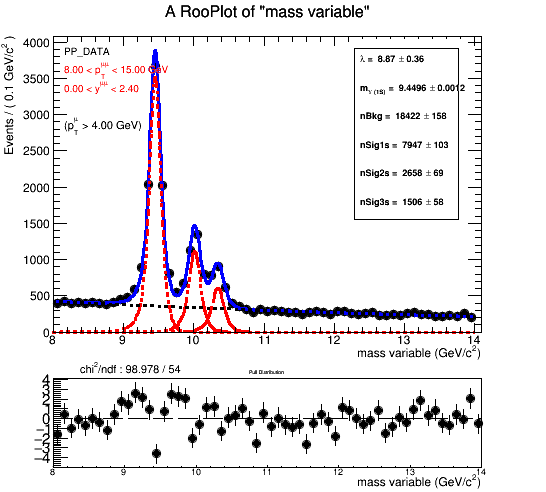 A RooPlot of "mass variable"
Events / ( 0.1 GeV/c² )
4000
3500
3000
2500
2000
1500
1000
500
0
PP_DATA
8.00 < p_T^μμ < 15.00 GeV
0.00 < y^μμ < 2.40
(p_T^μ > 4.00 GeV)
λ = 8.87 ± 0.36
m_ϒ (1S) = 9.4496 ± 0.0012
nBkg = 18422 ± 158
nSig1s = 7947 ± 103
nSig2s = 2658 ± 69
nSig3s = 1506 ± 58
8 9 10 11 12 13 14
mass variable (GeV/c²)
chi²/ndf : 98.978 / 54
Pull Distribution
4
3
2
1
0
−1
−2
−3
−4
8 9 10 11 12 13 14
mass variable (GeV/c²)